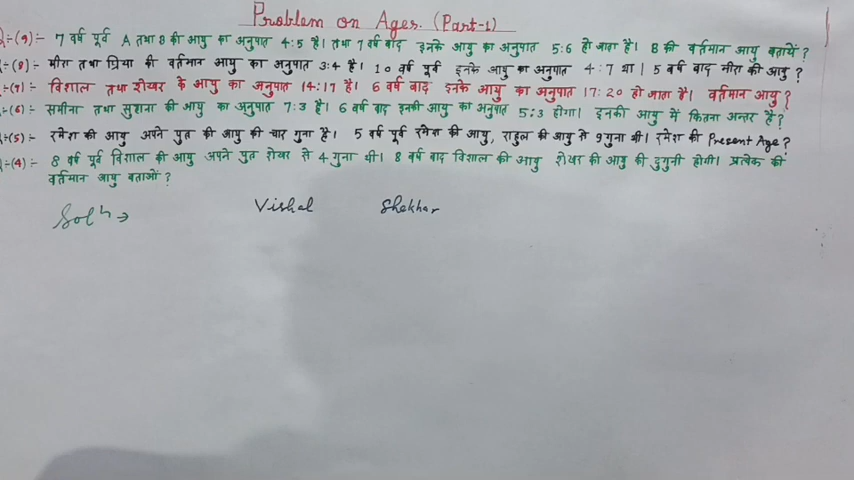 Problem on Ages. (Part-1)
Q:-(9):- 7 वर्ष पूर्व A तथा B की आयु का अनुपात 4:5 है। तथा 7 वर्ष बाद इनके आयु का अनुपात 5:6 हो जाता है। B की वर्तमान आयु बतायें?
:-(8):- मीरा तथा प्रिया की वर्तमान आयु का अनुपात 3:4 है। 10 वर्ष पूर्व इनके आयु का अनुपात 4:7 था। 5 वर्ष बाद मीरा की आयु?
:-(7):- विशाल तथा शेखर के आयु का अनुपात 14:17 है। 6 वर्ष बाद इनके आयु का अनुपात 17:20 हो जाता है। वर्तमान आयु?
:-(6):- समीना तथा सुहाना की आयु का अनुपात 7:3 है। 6 वर्ष बाद इनकी आयु का अनुपात 5:3 होगा। इनकी आयु में कितना अन्तर है?
:-(5):- रमेश की आयु अपने पुत्र की आयु की चार गुना है। 5 वर्ष पूर्व रमेश की आयु, राहुल की आयु से 9 गुना थी। रमेश की Present Age?
:-(4):- 8 वर्ष पूर्व विशाल की आयु अपने पुत्र शेखर से 4 गुना थी। 8 वर्ष बाद विशाल की आयु शेखर की आयु की दुगुनी होगी। प्रत्येक की
वर्तमान आयु बताओं?
Solⁿ→ Vishal Shekhar